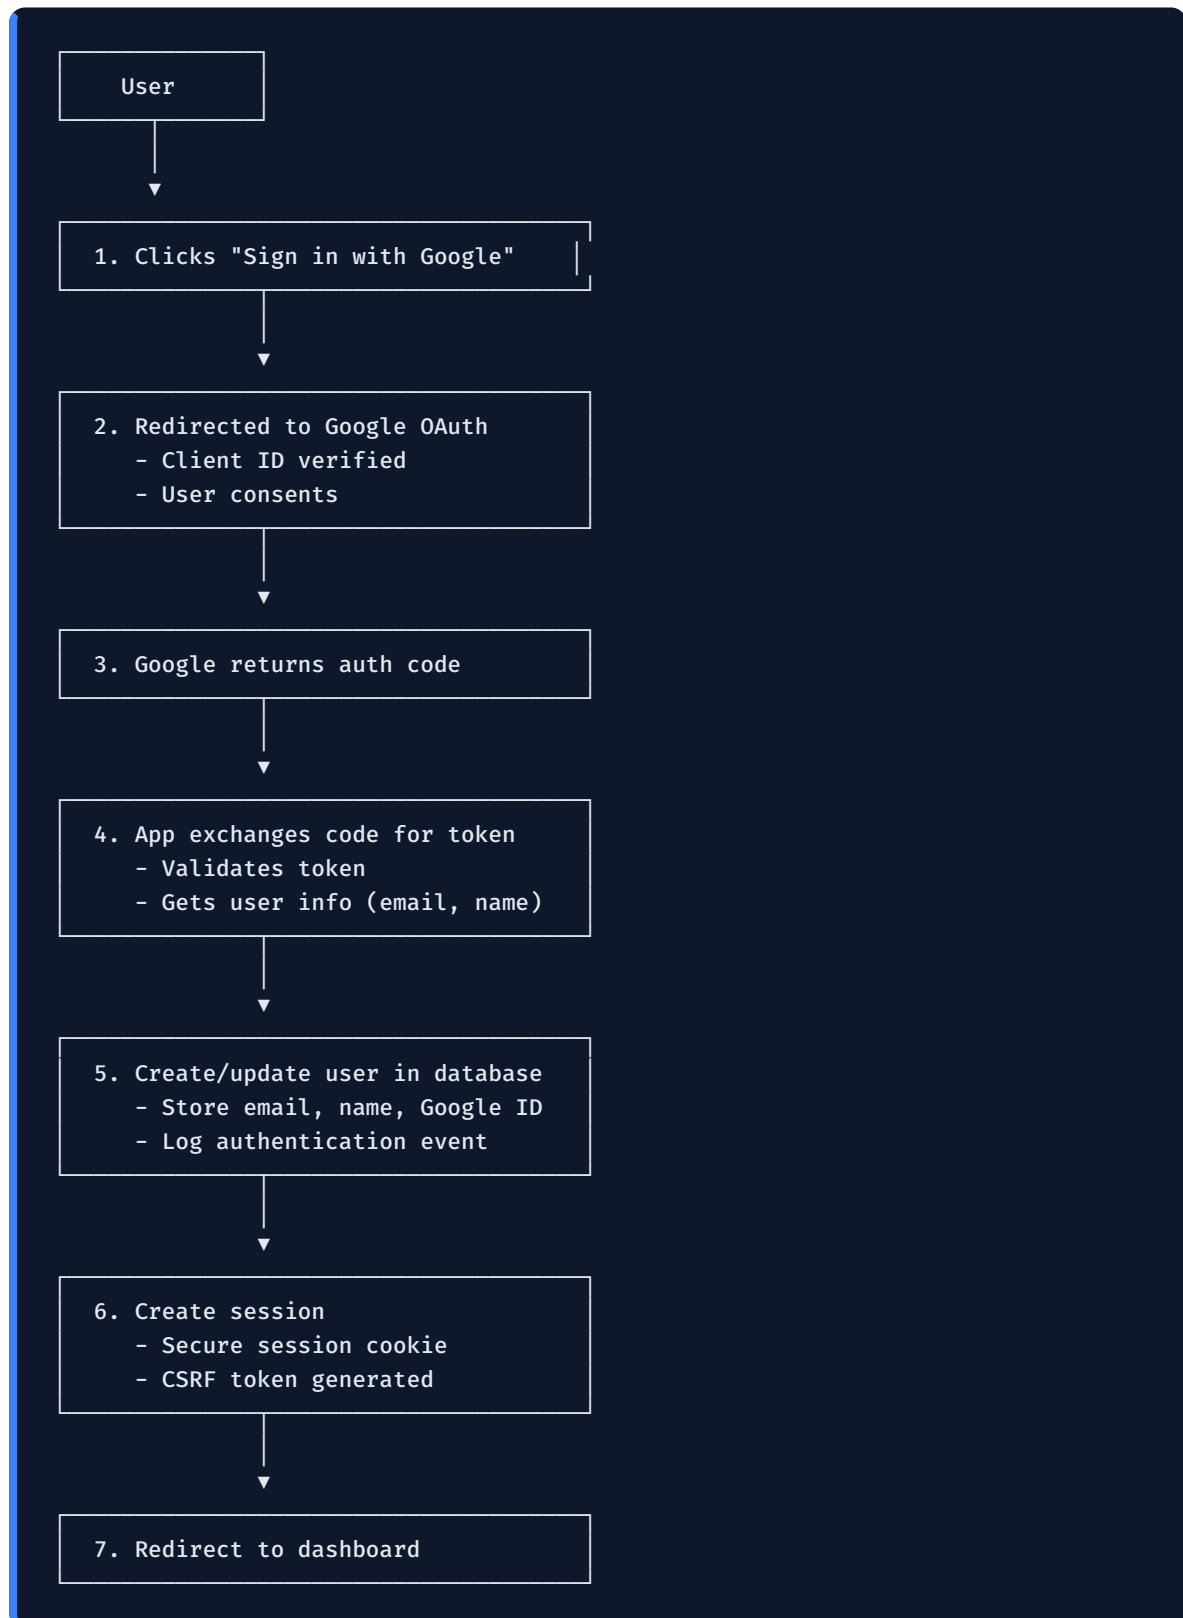 User
1. Clicks "Sign in with Google"
2. Redirected to Google OAuth
- Client ID verified
- User consents
3. Google returns auth code
4. App exchanges code for token
- Validates token
- Gets user info (email, name)
5. Create/update user in database
- Store email, name, Google ID
- Log authentication event
6. Create session
- Secure session cookie
- CSRF token generated
7. Redirect to dashboard